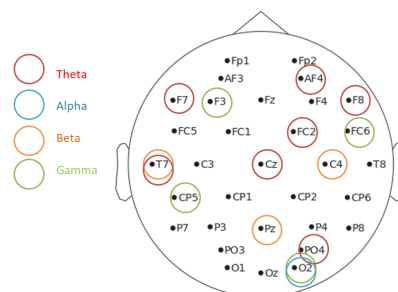 Theta
Alpha
Beta
Gamma
Fp1 Fp2
AF3 AF4
F7 F3 Fz F4 F8
FC5 FC1 FC2 FC6
T7 C3 Cz C4 T8
CP5 CP1 CP2 CP6
P7 P3 Pz P4 P8
PO3 PO4
O1 Oz O2